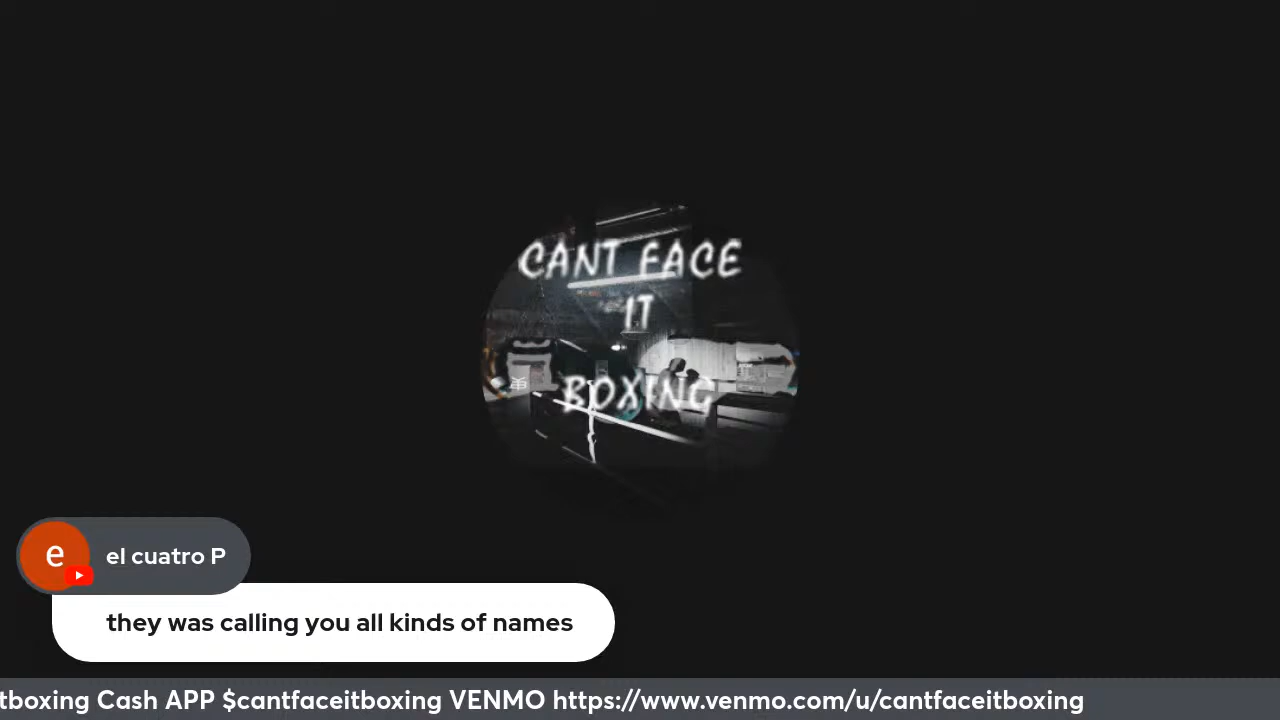 CANT FACE
IT
BOXING
e
el cuatro P
they was calling you all kinds of names
tboxing Cash APP $cantfaceitboxing VENMO https://www.venmo.com/u/cantfaceitboxing